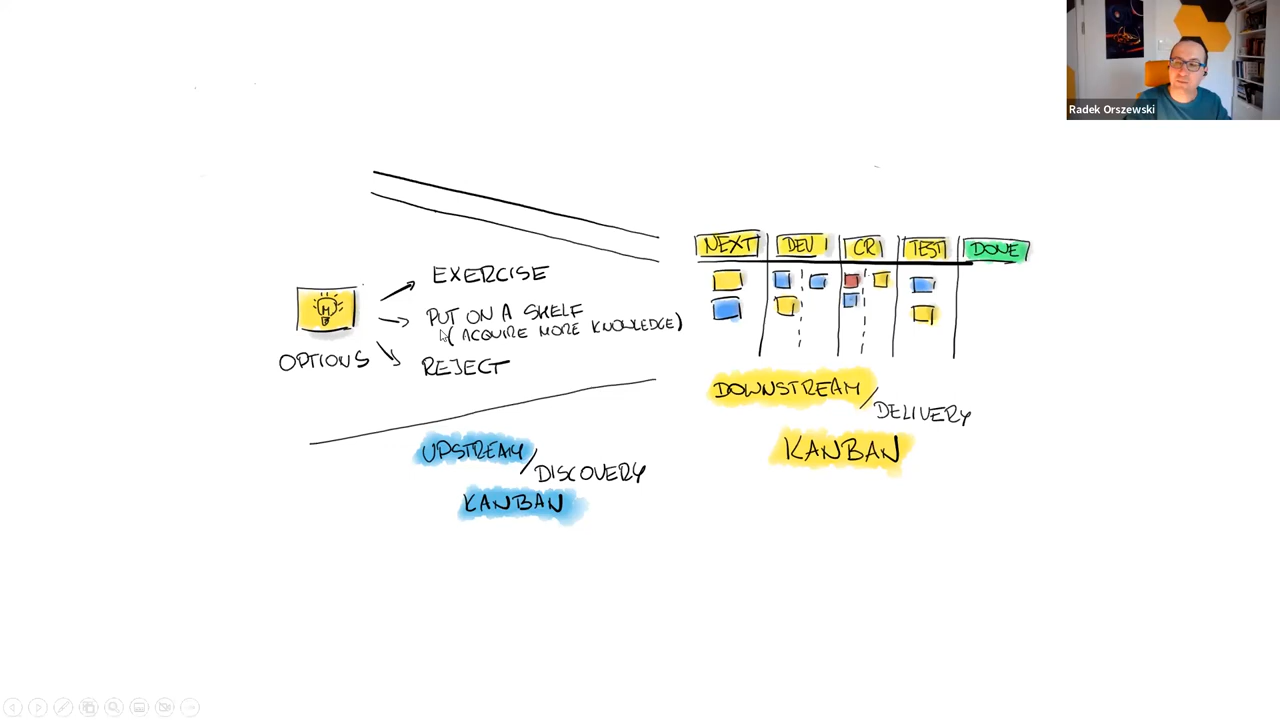 Radek Orszewski
NEXT
DEV
CR
TEST
DONE
EXERCISE
PUT ON A SHELF
(ACQUIRE MORE KNOWLEDGE)
OPTIONS
REJECT
DOWNSTREAM/
DELIVERY
KANBAN
UPSTREAM/
DISCOVERY
KANBAN